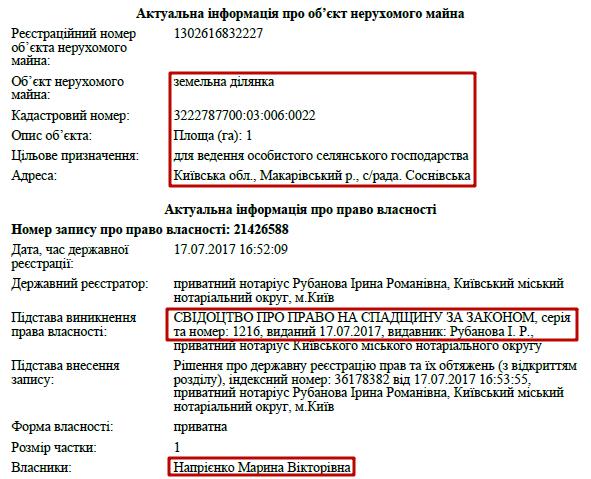 Актуальна інформація про об’єкт нерухомого майна
Реєстраційний номер 1302616832227
об’єкта нерухомого
майна:
Об’єкт нерухомого земельна ділянка
майна:
Кадастровий номер: 3222787700:03:006:0022
Опис об’єкта: Площа (га): 1
Цільове призначення: для ведення особистого селянського господарства
Адреса: Київська обл., Макарівський р., с/рада. Соснівська
Актуальна інформація про право власності
Номер запису про право власності: 21426588
Дата, час державної 17.07.2017 16:52:09
реєстрації:
Державний реєстратор: приватний нотаріус Рубанова Ірина Романівна, Київський міський
нотаріальний округ, м.Київ
Підстава виникнення СВІДОЦТВО ПРО ПРАВО НА СПАДЩИНУ ЗА ЗАКОНОМ, серія
права власності: та номер: 1216, виданий 17.07.2017, видавник: Рубанова І. Р.,
приватний нотаріус Київського міського нотаріального округу
Підстава внесення Рішення про державну реєстрацію прав та їх обтяжень (з відкриттям
запису: розділу), індексний номер: 36178382 від 17.07.2017 16:53:55,
приватний нотаріус Рубанова Ірина Романівна, Київський міський
нотаріальний округ, м.Київ
Форма власності: приватна
Розмір частки: 1
Власники: Напрієнко Марина Вікторівна